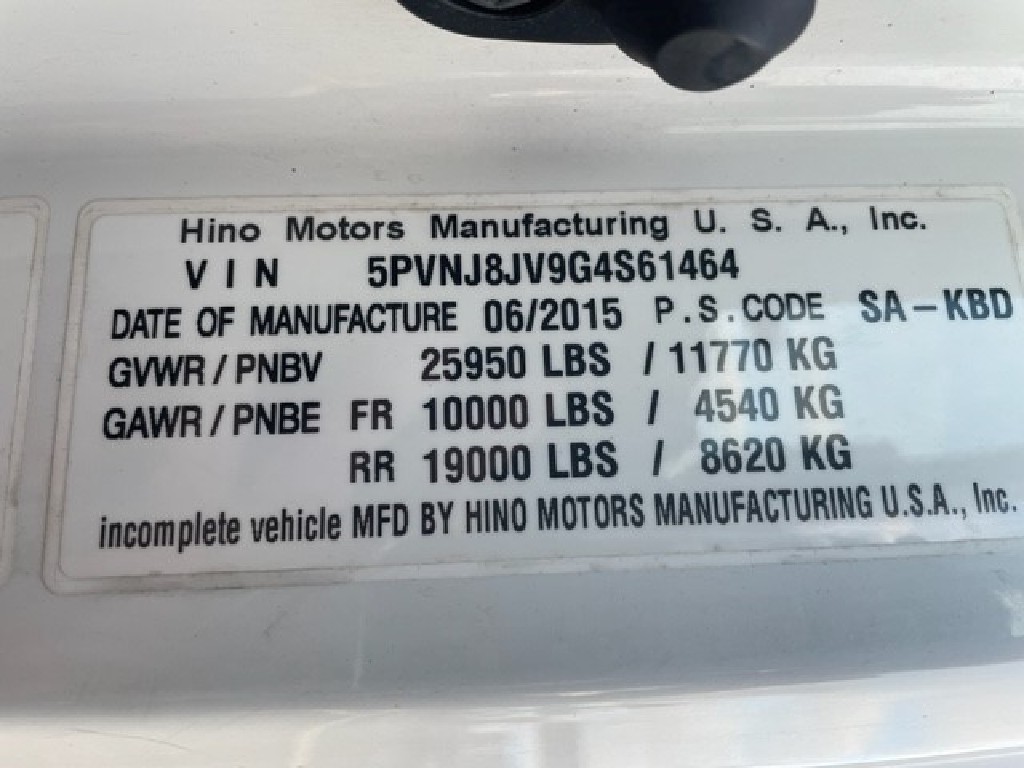 Hino Motors Manufacturing U. S. A., Inc.
V I N 5PVNJ8JV9G4S61464
DATE OF MANUFACTURE 06/2015 P.S.CODE SA-KBD
GVWR/PNBV 25950 LBS / 11770 KG
GAWR/PNBE FR 10000 LBS / 4540 KG
RR 19000 LBS / 8620 KG
incomplete vehicle MFD BY HINO MOTORS MANUFACTURING U.S.A., Inc.